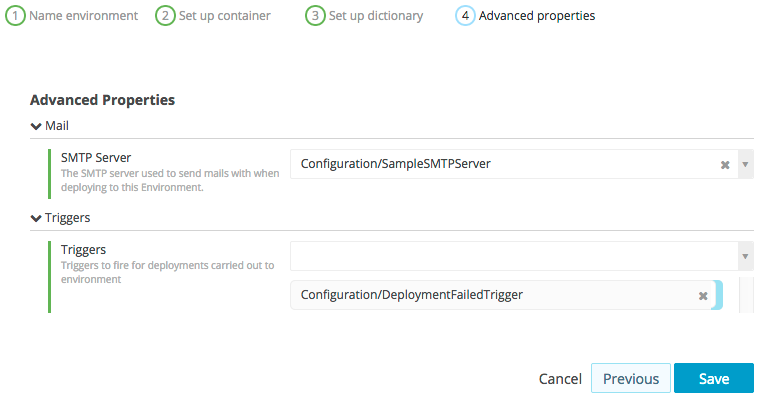 1 Name environment 2 Set up container 3 Set up dictionary 4 Advanced properties
Advanced Properties
Mail
SMTP Server
The SMTP server used to send mails with when
deploying to this Environment.
Configuration/SampleSMTPServer
Triggers
Triggers
Triggers to fire for deployments carried out to
environment
Configuration/DeploymentFailedTrigger
Cancel Previous Save